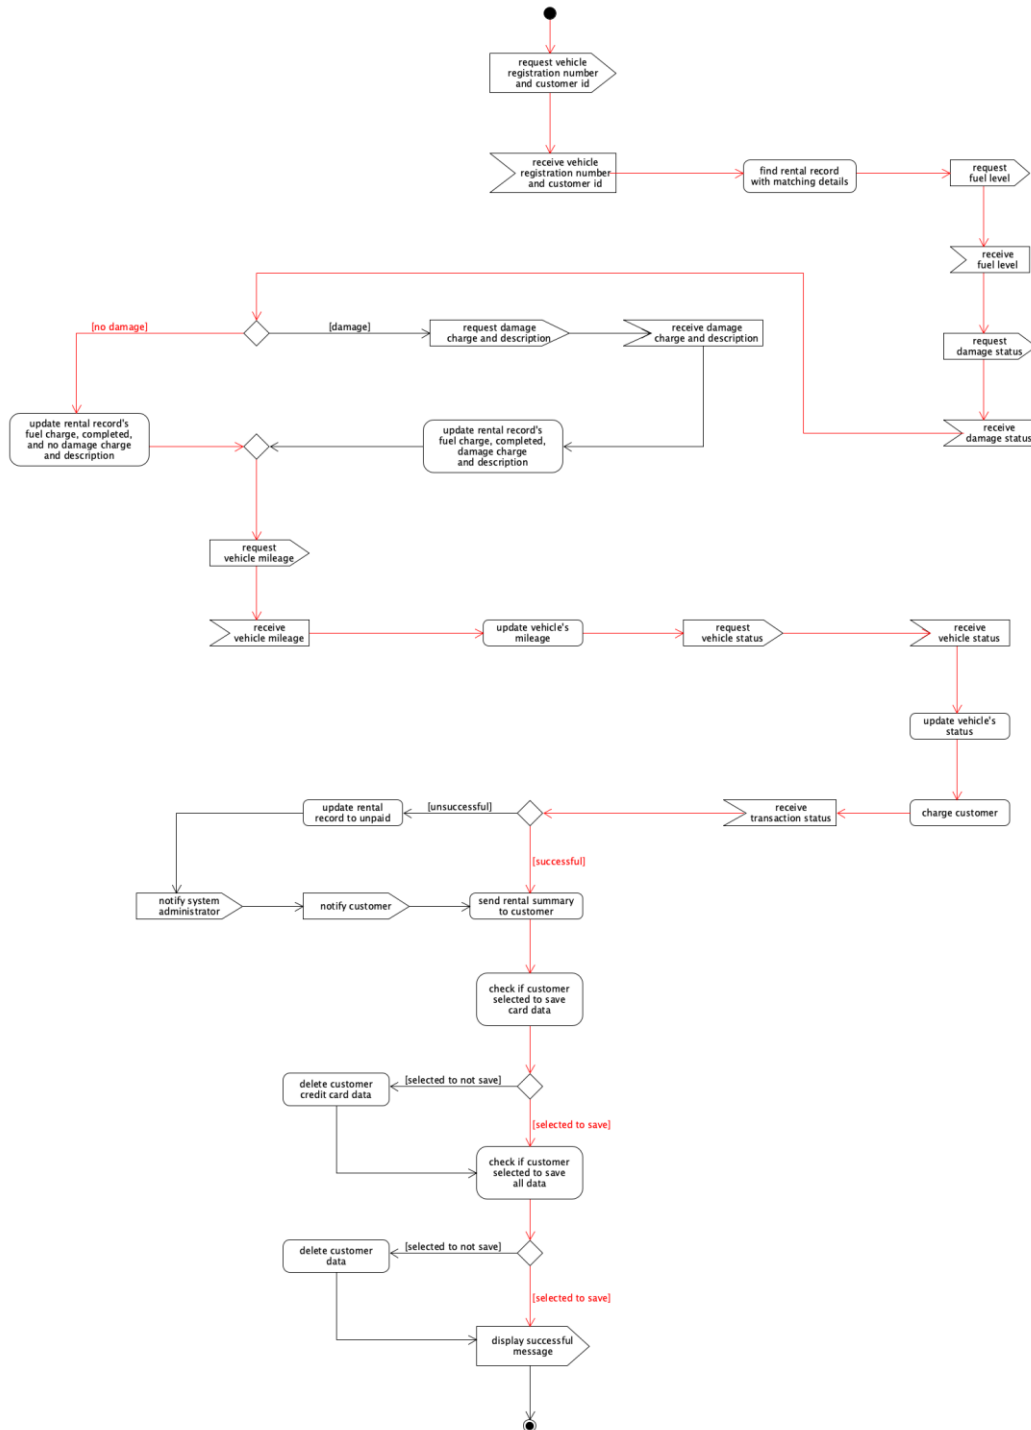 request vehicle
registration number
and customer id
receive vehicle
registration number
and customer id
find rental record
with matching details
request
fuel level
receive
fuel level
[no damage]
[damage]
request damage
charge and description
receive damage
charge and description
request
damage status
update rental record's
fuel charge, completed,
and no damage charge
and description
update rental record's
fuel charge, completed,
damage charge
and description
receive
damage status
request
vehicle mileage
receive
vehicle mileage
update vehicle's
mileage
request
vehicle status
receive
vehicle status
update vehicle's
status
update rental
record to unpaid
[unsuccessful]
receive
transaction status
charge customer
[successful}
notify system
administrator
notify customer
send rental summary
to customer
check if customer
selected to save
card data
delete customer
credit card data
[selected to not save]
[selected to save]
check if customer
selected to save
all data
delete customer
data
[selected to not save]
[selected to save]
display successful
message